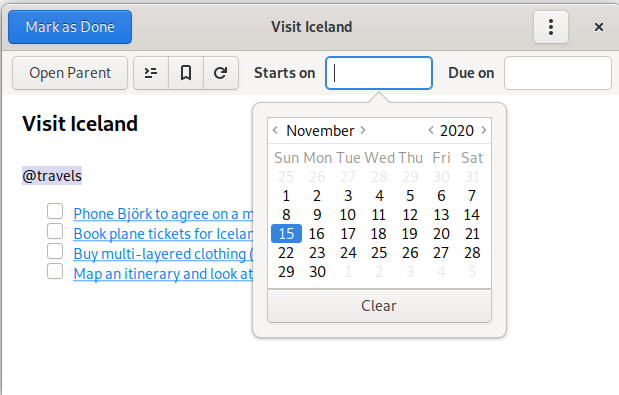 Mark as Done Visit Iceland
Open Parent Starts on Due on
Visit Iceland
@travels
Phone Björk to agree on a m
Book plane tickets for Icelan
Buy multi-layered clothing (
Map an itinerary and look at
November 2020
Sun Mon Tue Wed Thu Fri Sat
25 26 27 28 29 30 31
1 2 3 4 5 6 7
8 9 10 11 12 13 14
15 16 17 18 19 20 21
22 23 24 25 26 27 28
29 30 1 2 3 4 5
Clear